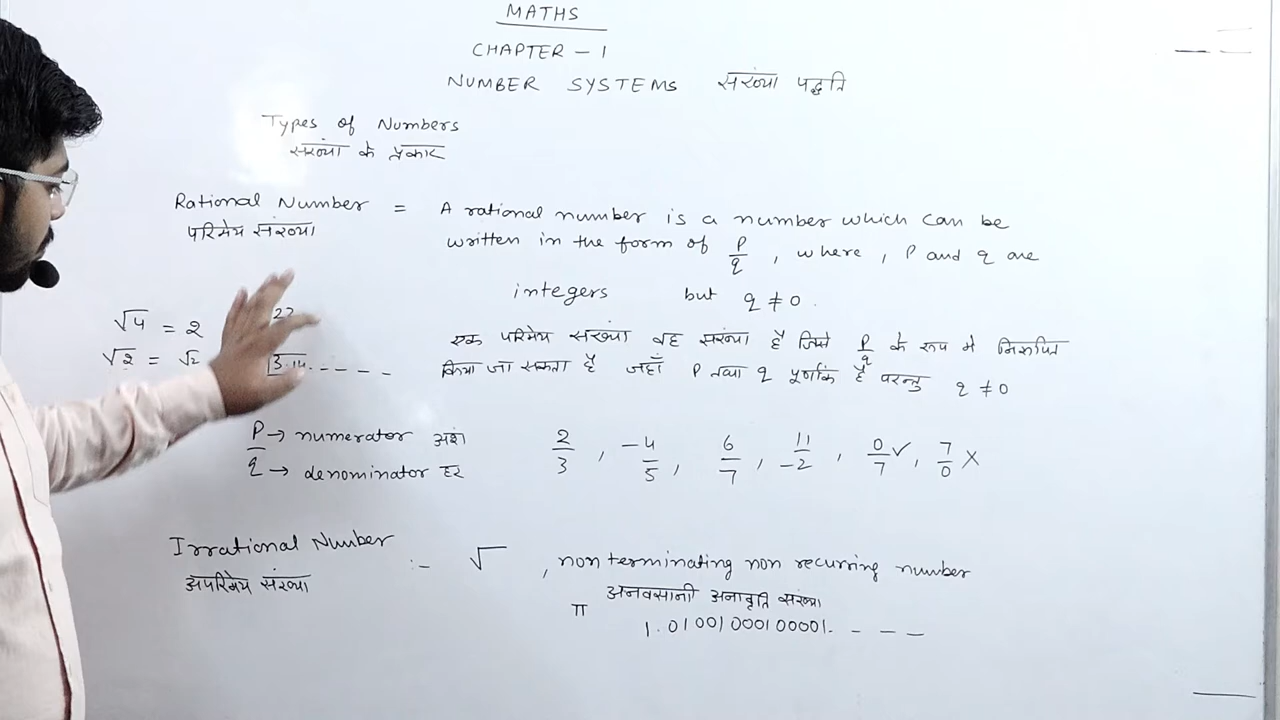 MATHS
CHAPTER - 1
NUMBER SYSTEMS संख्या पद्धति
Types of Numbers
संख्या के प्रकार
Rational Number = A rational number is a number which can be
परिमेय संख्या written in the form of P/q , where , P and q are
integers but q ≠ 0 .
√4 = 2 22
एक परिमेय संख्या वह संख्या है जिसे P/q के रूप में निरूपित
√2 = √2 3.14 - - - -
किया जा सकता है जहाँ P तथा q पूर्णांक है परन्तु q ≠ 0
P → numerator अंश
q → denominator हर
2/3 , -4/5 , 6/7 , 11/-2 , 0/7 ✓, 7/0 X
Irrational Number :- √ , non terminating non recurring number
अपरिमेय संख्या अनवसानी अनावृति संख्या
π 1.01001000100001. - - -